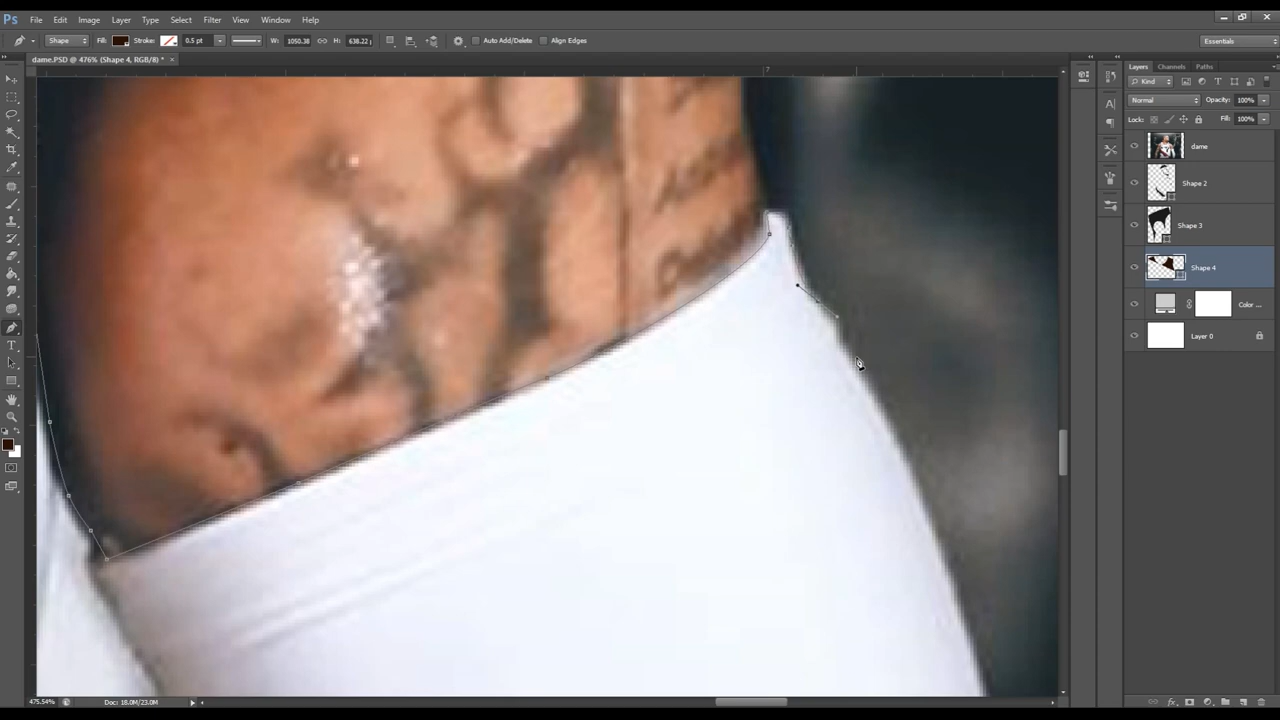 Ps File Edit Image Layer Type Select Filter View Window Help
Shape Fill: Stroke: 0.5 pt W: 1050.38 H: 638.22 Auto Add/Delete Align Edges Essentials
dame.PSD @ 476% (Shape 4, RGB/8) * ×
7
Layers Channels Paths
Kind
Normal Opacity: 100%
Lock: Fill: 100%
dame
Shape 2
Shape 3
Shape 4
Color ...
Layer 0
475.54% Doc: 18.0M/23.0M